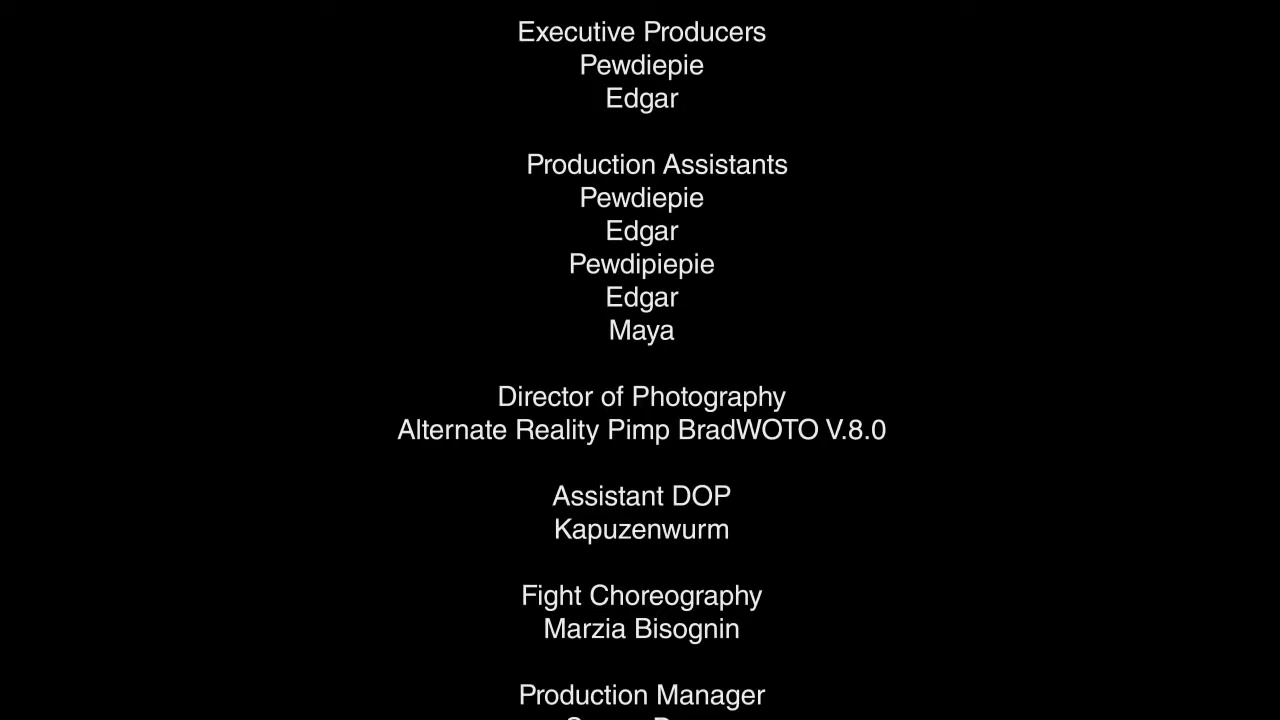 Executive Producers
Pewdiepie
Edgar
Production Assistants
Pewdiepie
Edgar
Pewdipiepie
Edgar
Maya
Director of Photography
Alternate Reality Pimp BradWOTO V.8.0
Assistant DOP
Kapuzenwurm
Fight Choreography
Marzia Bisognin
Production Manager